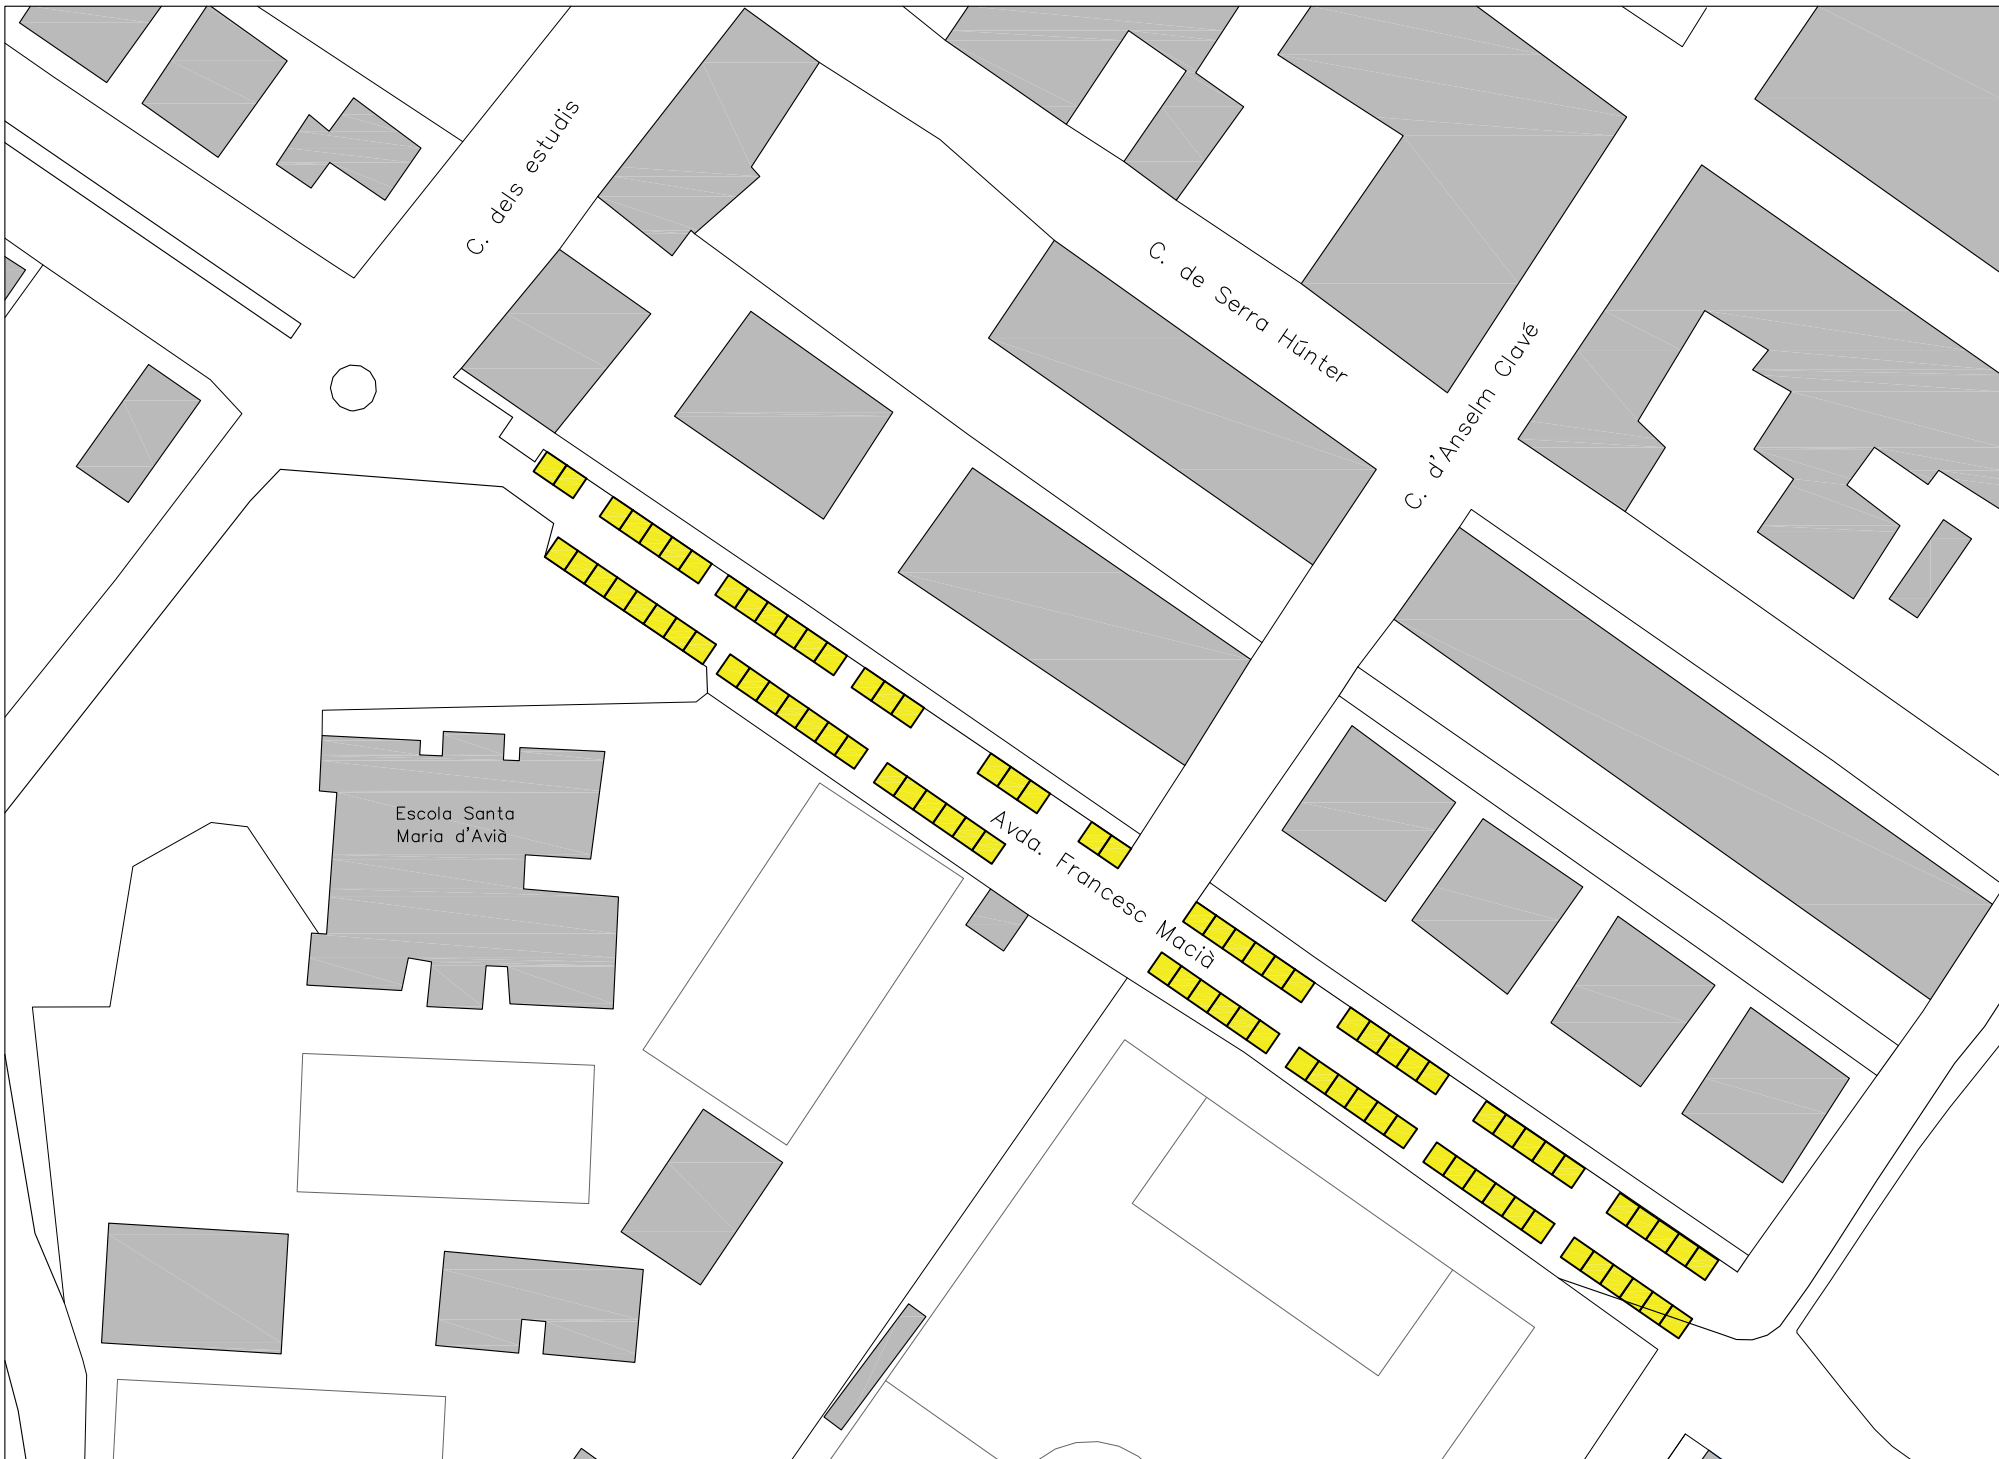 C. dels estudis
C. de Serra Húnter
C. d'Anselm Clavé
Escola Santa
Maria d'Avià
Avda. Francesc Macià